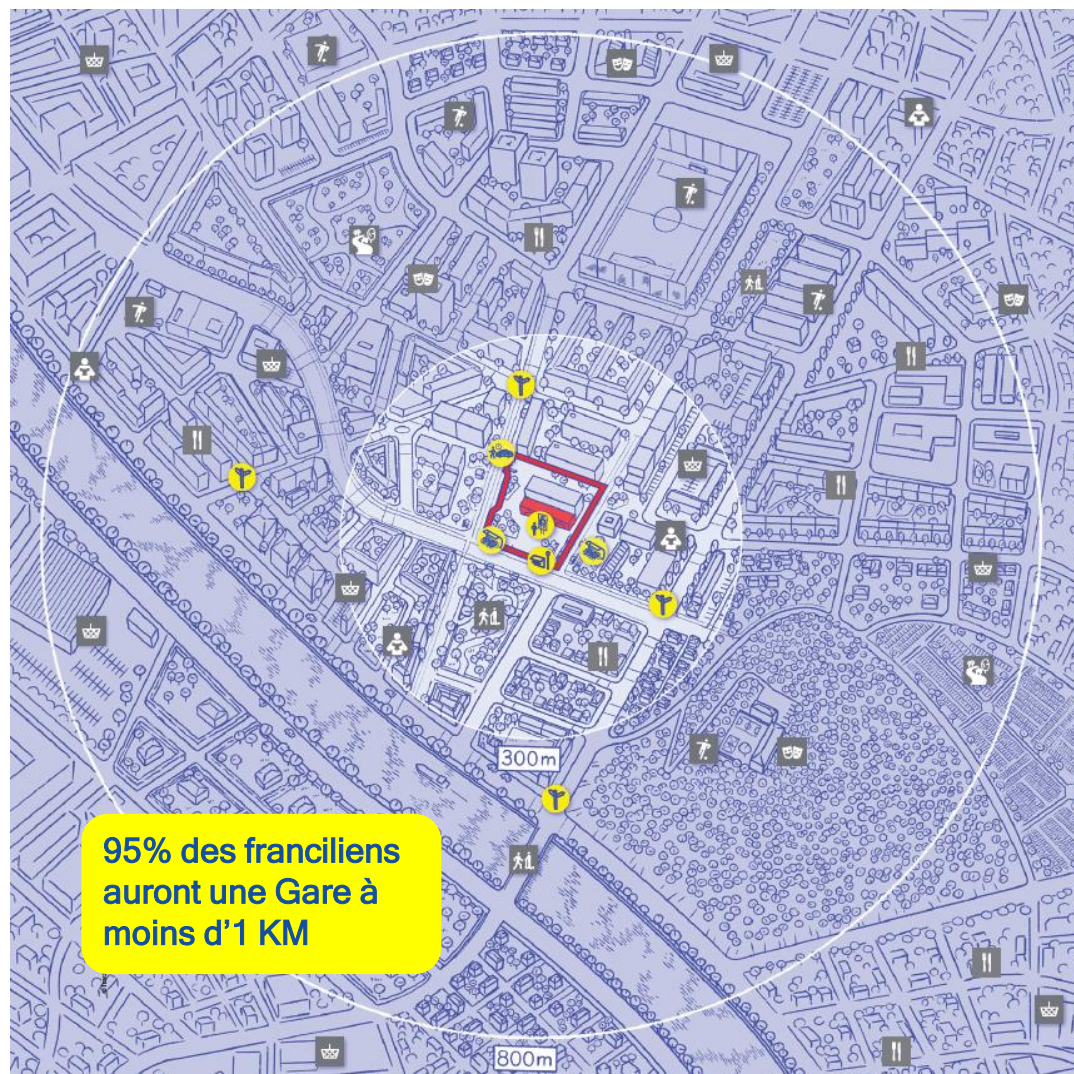 300m
95% des franciliens
auront une Gare à
moins d'1 KM
800m